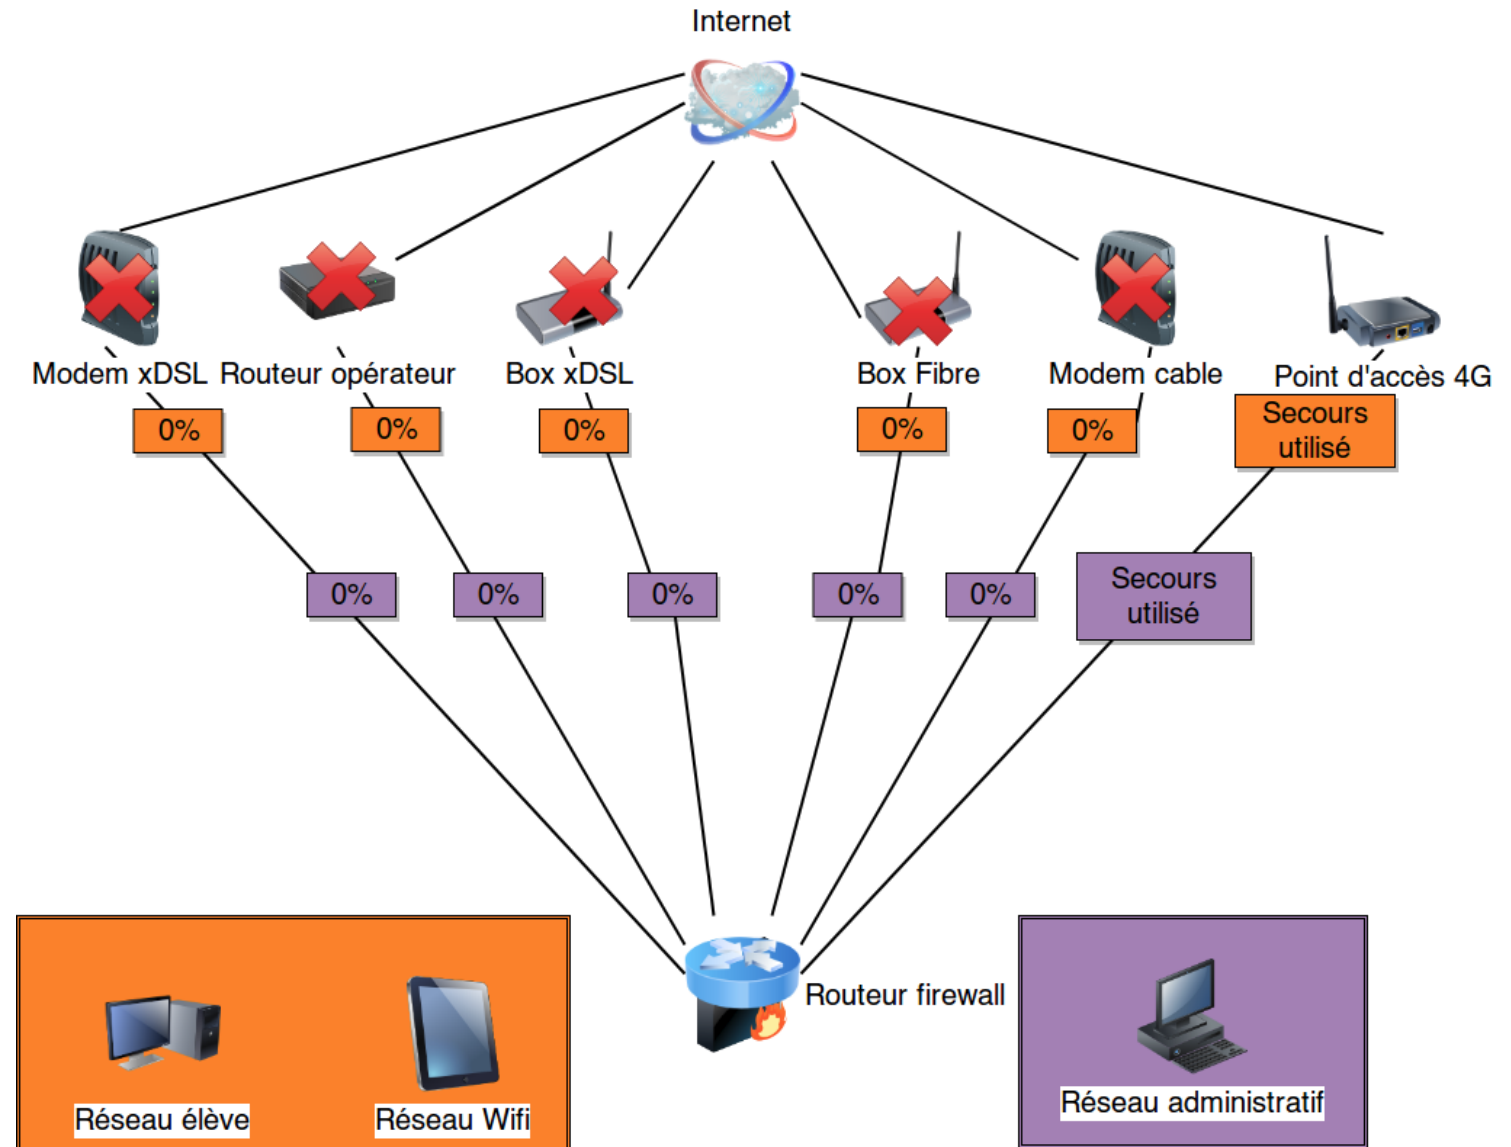 Internet
Modem xDSL
Routeur opérateur
Box xDSL
Box Fibre
Modem cable
Point d'accès 4G
0%
0%
0%
0%
0%
Secours
utilisé
0%
0%
0%
0%
0%
Secours
utilisé
Routeur firewall
Réseau élève
Réseau Wifi
Réseau administratif